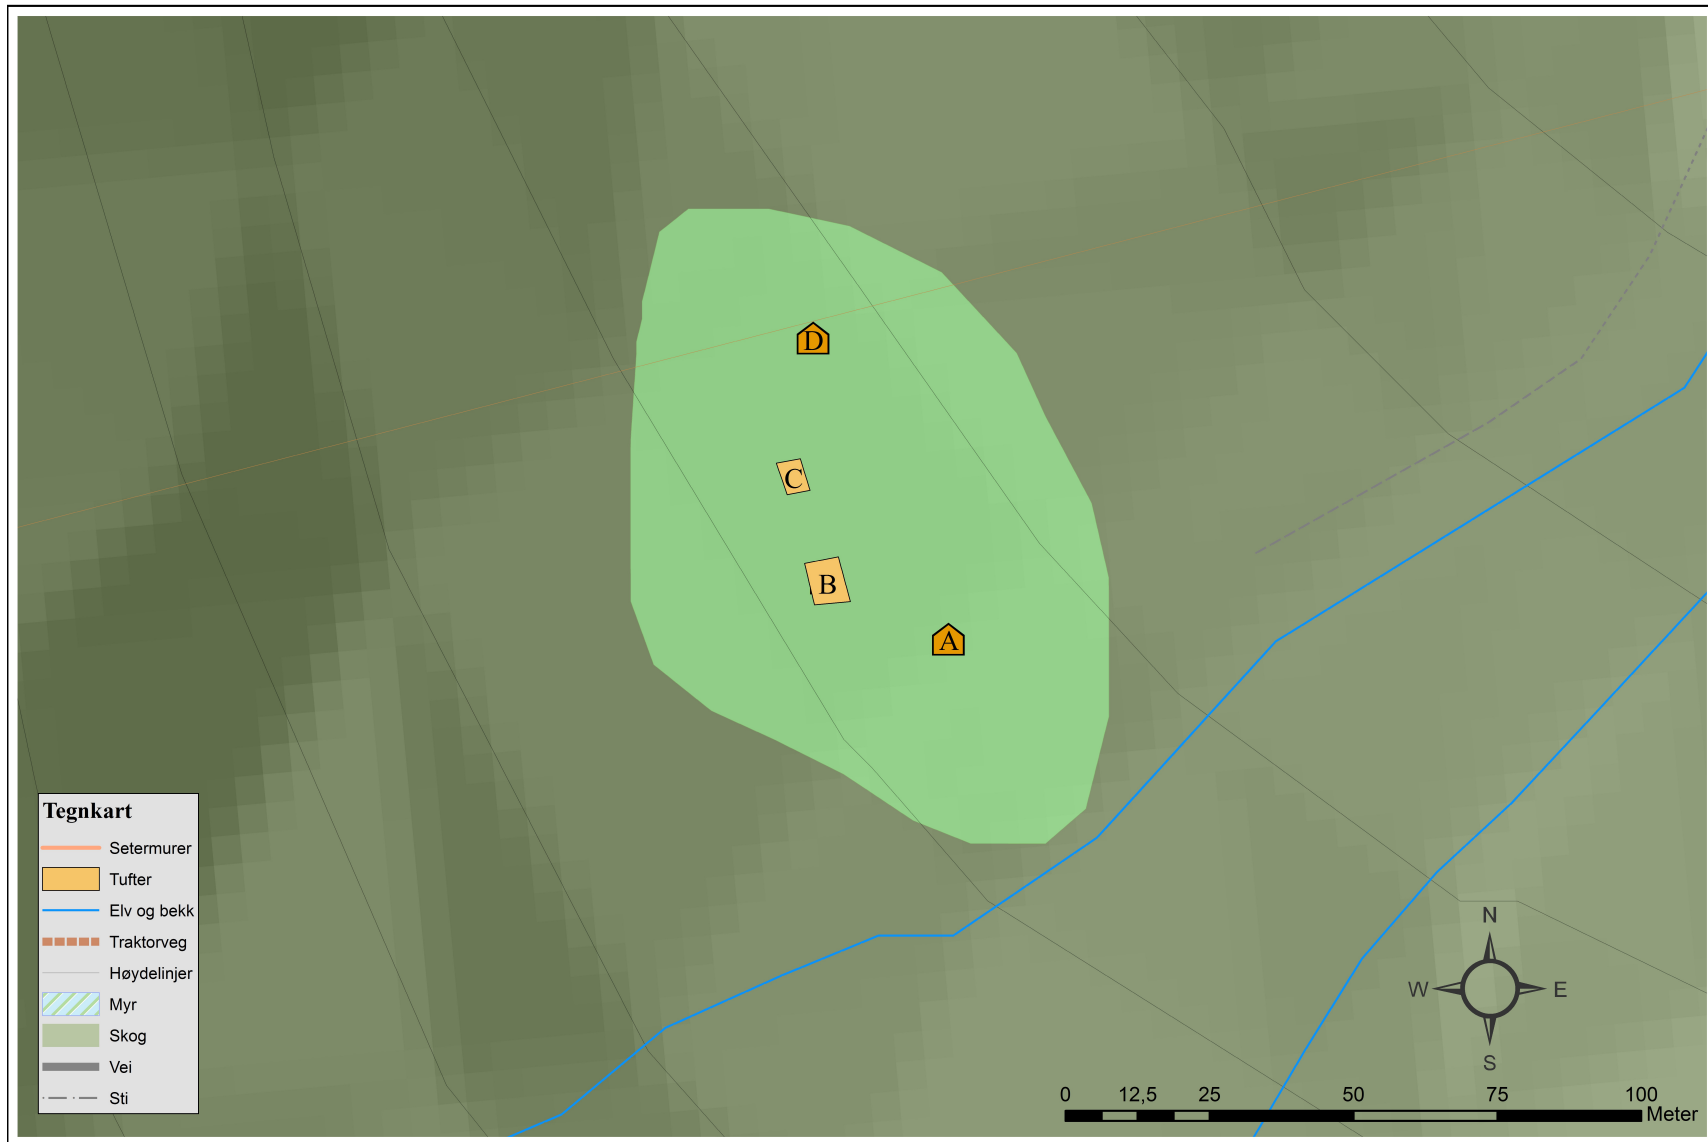 D
C
B
A
Tegnkart
Setermurer
Tufter
Elv og bekk
Traktorveg
Høydelinjer
Myr
Skog
Vei
Sti
N
W E
S
0 12,5 25 50 75 100
Meter